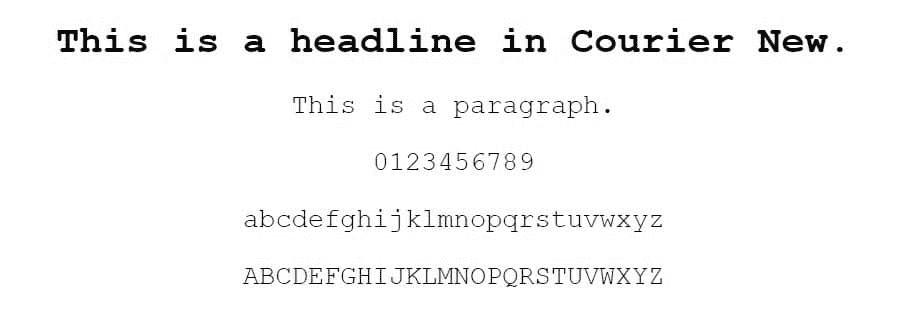 This is a headline in Courier New.
This is a paragraph.
0123456789
abcdefghijklmnopqrstuvwxyz
ABCDEFGHIJKLMNOPQRSTUVWXYZ